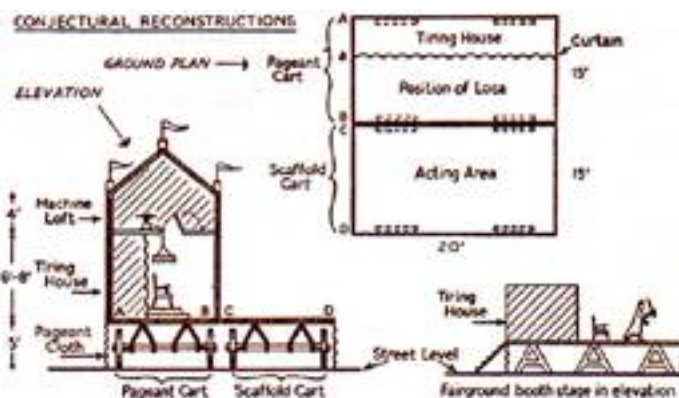 CONJECTURAL RECONSTRUCTIONS
GROUND PLAN
ELEVATION
A
Tiring House
Curtain
B
Pageant
Cart
Position of Loca
15'
B
C
Scaffold
Cart
Acting Area
15'
D
20'
Machine
Loft
4'
Tiring
House
6'-8'
A B C D
Pageant
Cloth
5'
Street Level
Pageant Cart
Scaffold Cart
Tiring
House
Fairground booth stage in elevation